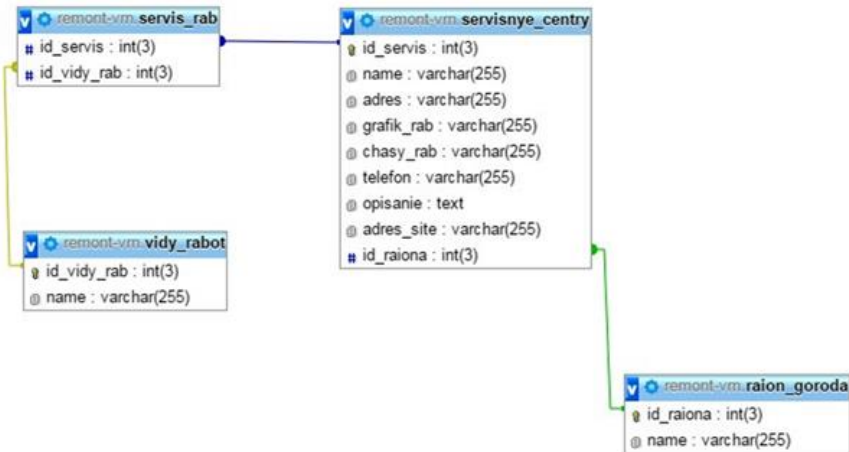 remont-vm.servis_rab
id_servis : int(3)
id_vidy_rab : int(3)
remont-vm.servisnye_centry
id_servis : int(3)
name : varchar(255)
adres : varchar(255)
grafik_rab : varchar(255)
chasy_rab : varchar(255)
telefon : varchar(255)
opisanie : text
adres_site : varchar(255)
id_raiona : int(3)
remont-vm.vidy_rabot
id_vidy_rab : int(3)
name : varchar(255)
remont-vm.raion_goroda
id_raiona : int(3)
name : varchar(255)